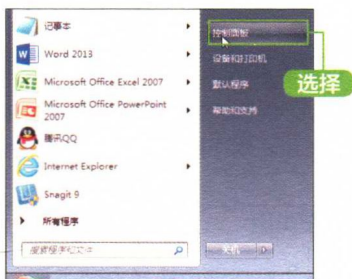 记事本
Word 2013
Microsoft Office Excel 2007
Microsoft Office PowerPoint
2007
腾讯QQ
Internet Explorer
Snagit 9
所有程序
搜索程序和文件
控制面板
设备和打印机
默认程序
帮助和支持
关机
选择